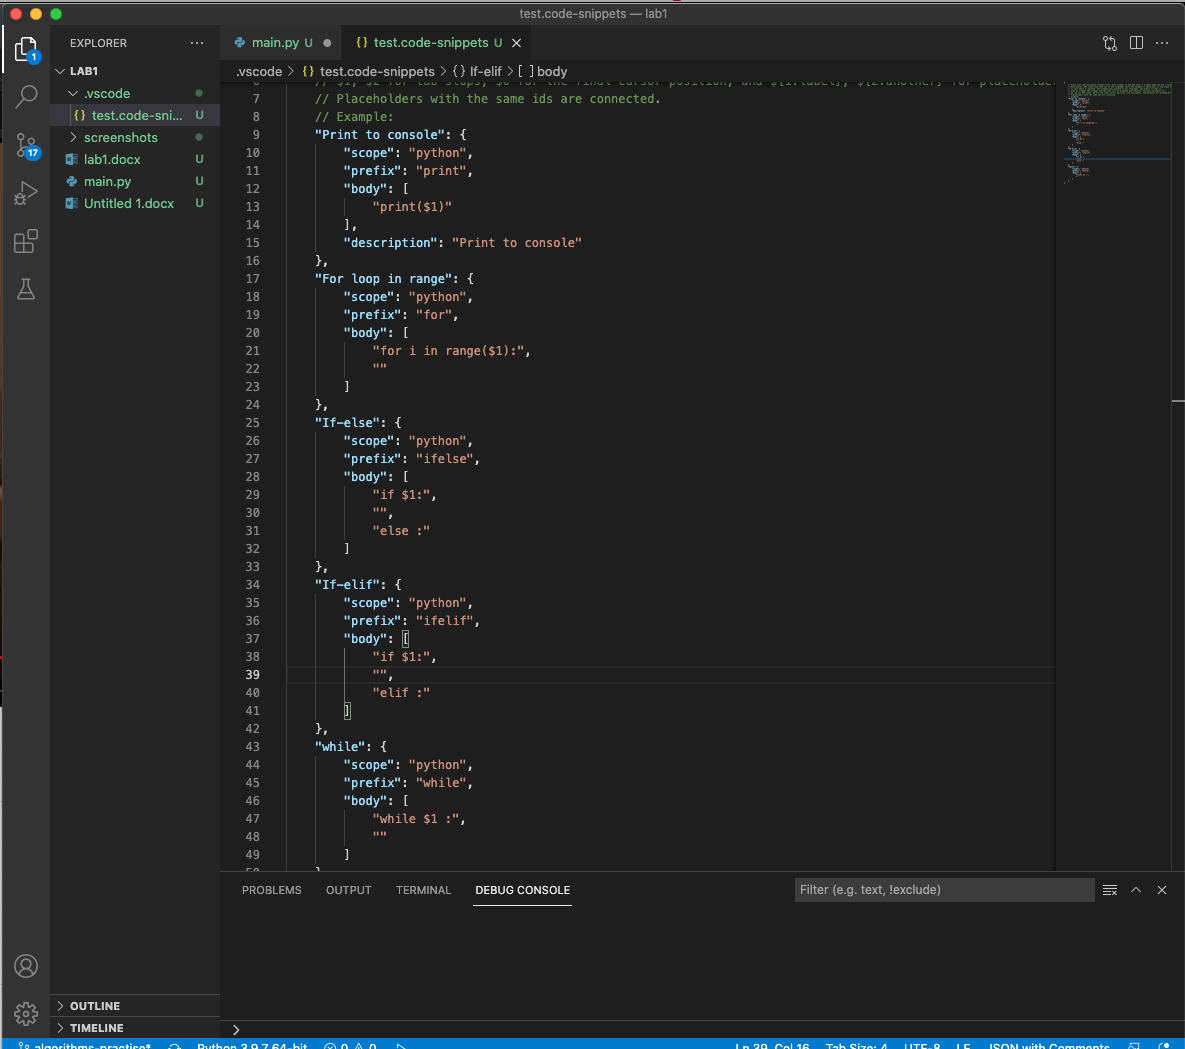 test.code-snippets — lab1
EXPLORER
main.py U
test.code-snippets U
.vscode > test.code-snippets > If-elif > [ ] body
LAB1
.vscode
test.code-sni... U
screenshots
lab1.docx U
main.py U
Untitled 1.docx U
1
17
7 // Placeholders with the same ids are connected.
8 // Example:
9 "Print to console": {
10 "scope": "python",
11 "prefix": "print",
12 "body": [
13 "print($1)"
14 ],
15 "description": "Print to console"
16 },
17 "For loop in range": {
18 "scope": "python",
19 "prefix": "for",
20 "body": [
21 "for i in range($1):",
22 ""
23 ]
24 },
25 "If-else": {
26 "scope": "python",
27 "prefix": "ifelse",
28 "body": [
29 "if $1:",
30 "",
31 "else :"
32 ]
33 },
34 "If-elif": {
35 "scope": "python",
36 "prefix": "ifelif",
37 "body": [
38 "if $1:",
39 "",
40 "elif :"
41 ]
42 },
43 "while": {
44 "scope": "python",
45 "prefix": "while",
46 "body": [
47 "while $1 :",
48 ""
49 ]
PROBLEMS OUTPUT TERMINAL DEBUG CONSOLE
Filter (e.g. text, !exclude)
OUTLINE
TIMELINE
algorithms-practise* Python 3.9.7 64-bit 0 0 Ln 39, Col 16 Tab Size: 4 UTF-8 LF JSON with Comments